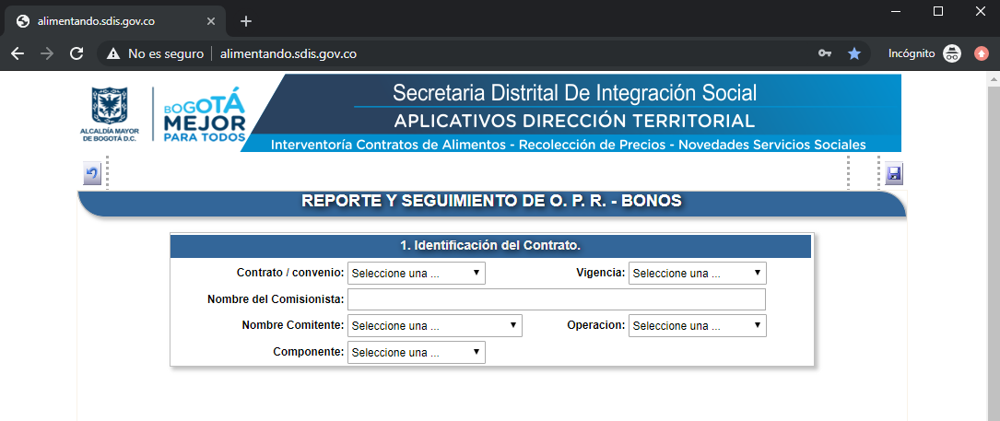 alimentando.sdis.gov.co
No es seguro alimentando.sdis.gov.co Incógnito
ALCALDÍA MAYOR
DE BOGOTÁ D.C.
BOGOTÁ
MEJOR
PARA TODOS
Secretaria Distrital De Integración Social
APLICATIVOS DIRECCIÓN TERRITORIAL
Interventoría Contratos de Alimentos - Recolección de Precios - Novedades Servicios Sociales
REPORTE Y SEGUIMIENTO DE O. P. R. - BONOS
1. Identificación del Contrato.
Contrato / convenio: Seleccione una ... Vigencia: Seleccione una ...
Nombre del Comisionista:
Nombre Comitente: Seleccione una ... Operacion: Seleccione una ...
Componente: Seleccione una ...